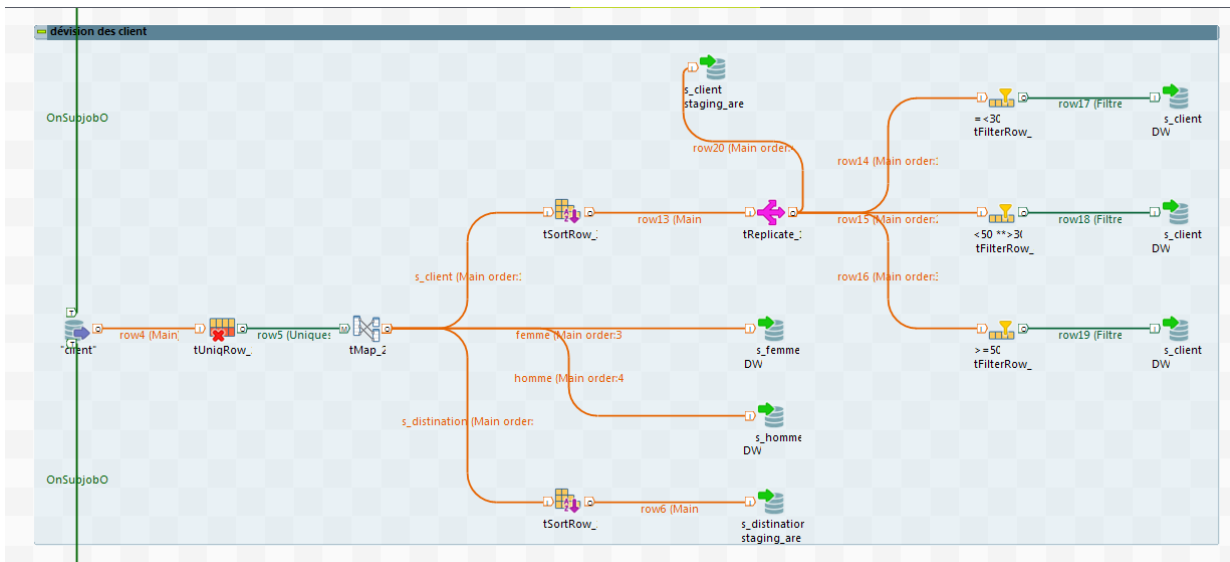 dévision des client
s_client
staging_are
OnSubjobO
row17 (Filtre
= <30
tFilterRow_
s_client
DW
row20 (Main order:
row14 (Main order:
tSortRow_
row13 (Main
tReplicate_
row15 (Main order:
<50 **>30
tFilterRow_
row18 (Filtre
s_client
DW
s_client (Main order:
row16 (Main order:
"client"
row4 (Main)
tUniqRow_
row5 (Uniques
tMap_2
femme (Main order:3
s_femme
DW
>=50
tFilterRow_
row19 (Filtre
s_client
DW
homme (Main order:4
s_distination (Main order:
s_homme
DW
OnSubjobO
tSortRow_
row6 (Main
s_distination
staging_are